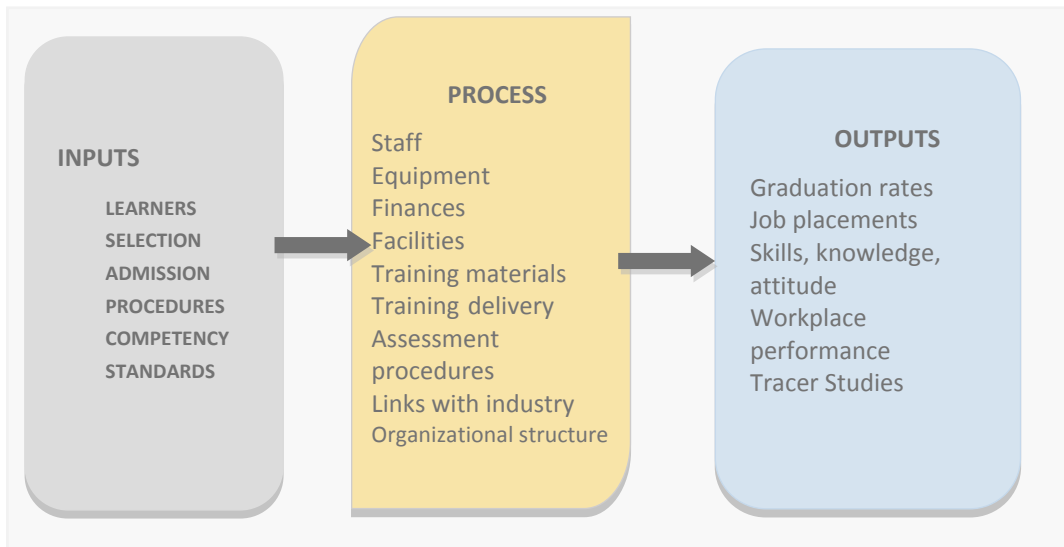 INPUTS
LEARNERS
SELECTION
ADMISSION
PROCEDURES
COMPETENCY
STANDARDS
PROCESS
Staff
Equipment
Finances
Facilities
Training materials
Training delivery
Assessment
procedures
Links with industry
Organizational structure
OUTPUTS
Graduation rates
Job placements
Skills, knowledge,
attitude
Workplace
performance
Tracer Studies